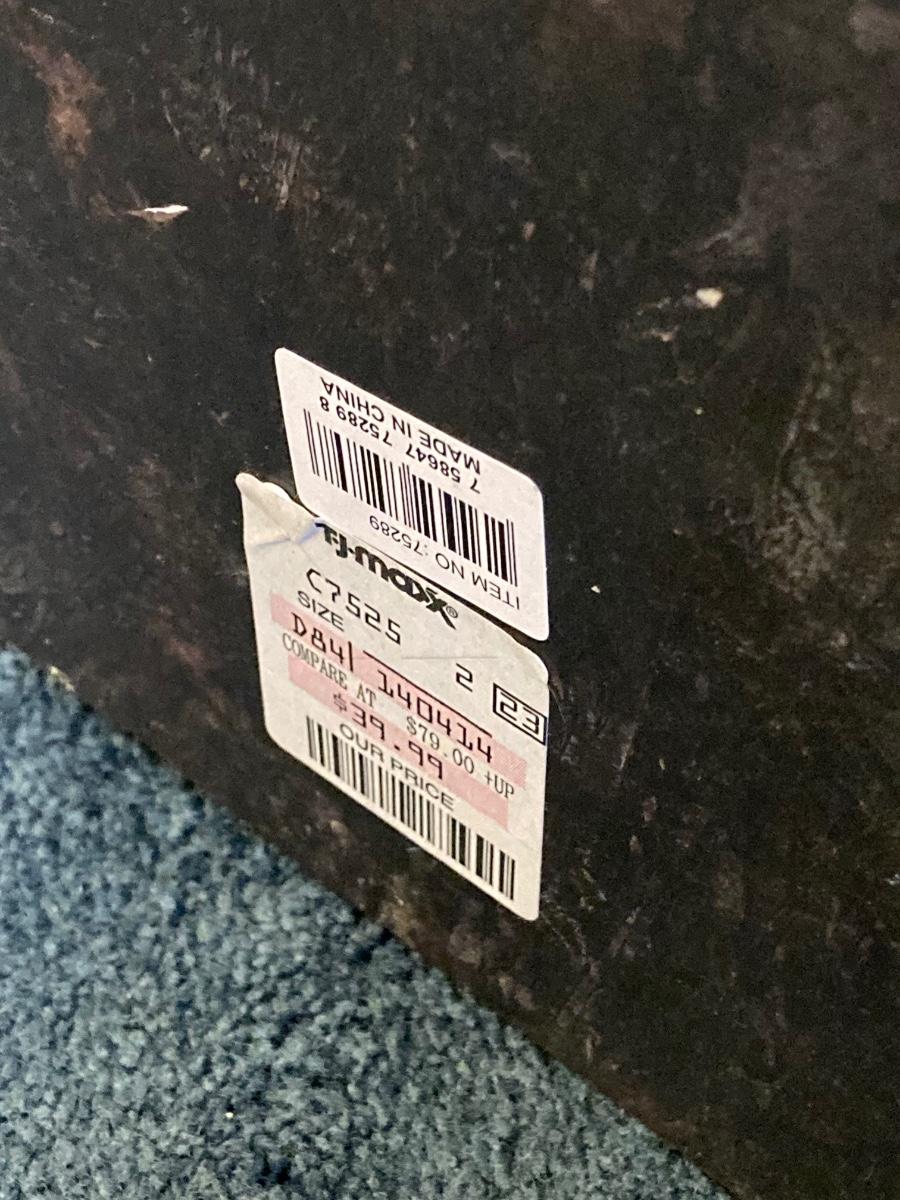 ITEM NO :75289
7 58647 75289 8
MADE IN CHINA
T·J·maxx®
C7525 2 23
SIZE
D84 140414
COMPARE AT $79.00 +UP
$39.99
OUR PRICE